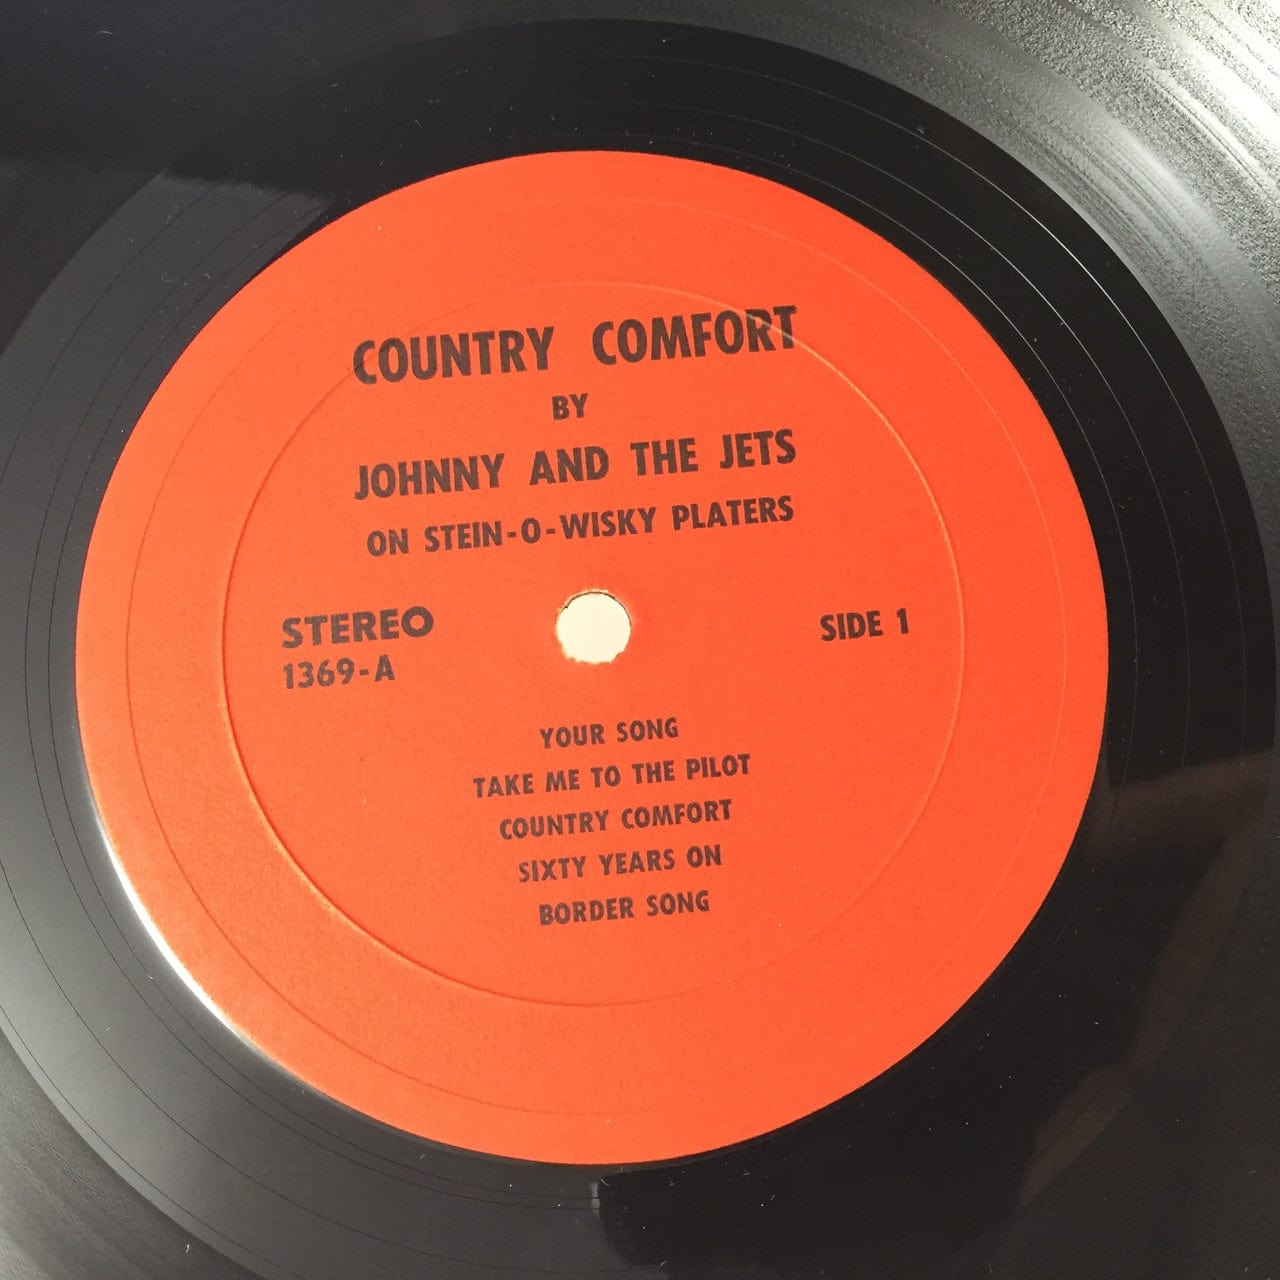 COUNTRY COMFORT
BY
JOHNNY AND THE JETS
ON STEIN-O-WISKY PLATERS
STEREO
1369-A
SIDE 1
YOUR SONG
TAKE ME TO THE PILOT
COUNTRY COMFORT
SIXTY YEARS ON
BORDER SONG